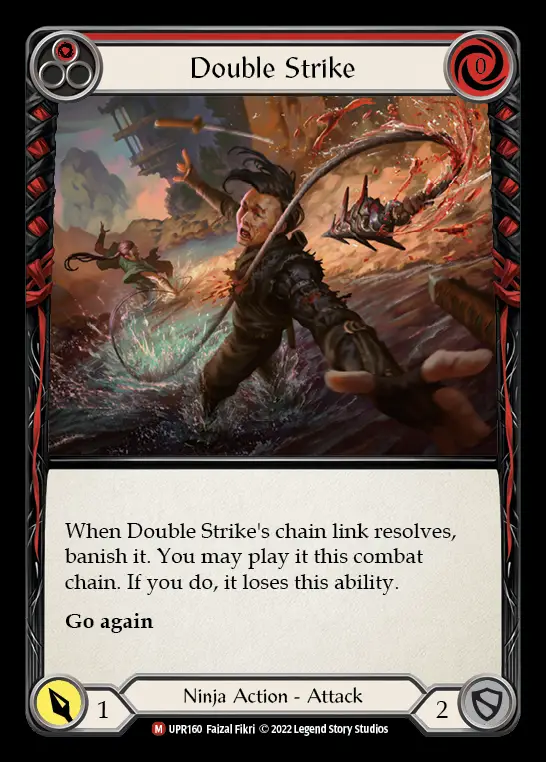 Double Strike
0
When Double Strike's chain link resolves,
banish it. You may play it this combat
chain. If you do, it loses this ability.
Go again
1
Ninja Action - Attack
2
M UPR160 Faizal Fikri © 2022 Legend Story Studios